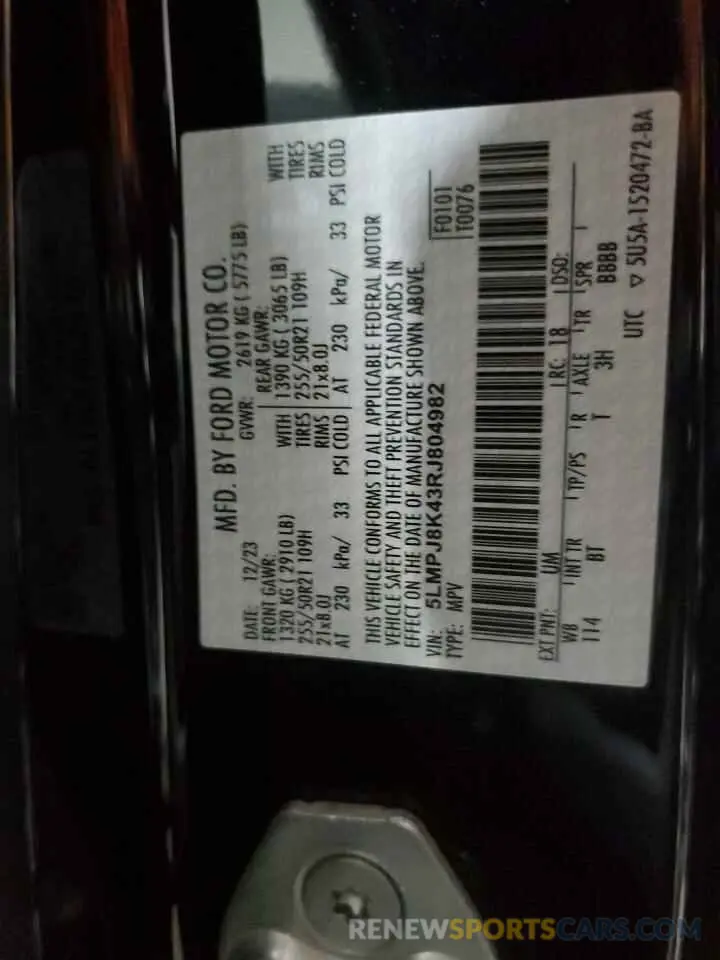 MFD. BY FORD MOTOR CO.
DATE: 12/23 GVWR: 2619 KG ( 5775 LB)
FRONT GAWR: REAR GAWR:
1320 KG ( 2910 LB) WITH 1390 KG ( 3065 LB) WITH
255/50R21 109H TIRES 255/50R21 109H TIRES
21x8.0J RIMS 21x8.0J RIMS
AT 230 kPa/ 33 PSI COLD AT 230 kPa/ 33 PSI COLD
THIS VEHICLE CONFORMS TO ALL APPLICABLE FEDERAL MOTOR
VEHICLE SAFETY AND THEFT PREVENTION STANDARDS IN
EFFECT ON THE DATE OF MANUFACTURE SHOWN ABOVE.
VIN: 5LMPJ8K43RJ804982 F0101
TYPE: MPV T0076
EXT PNT: UM RC: 18 DSO:
WB INT TR TP/PS R AXLE TR SPR
114 BT T 3H BBBB
UTC ▽ 5U5A-1520472-BA
RENEWSPORTSCARS.COM